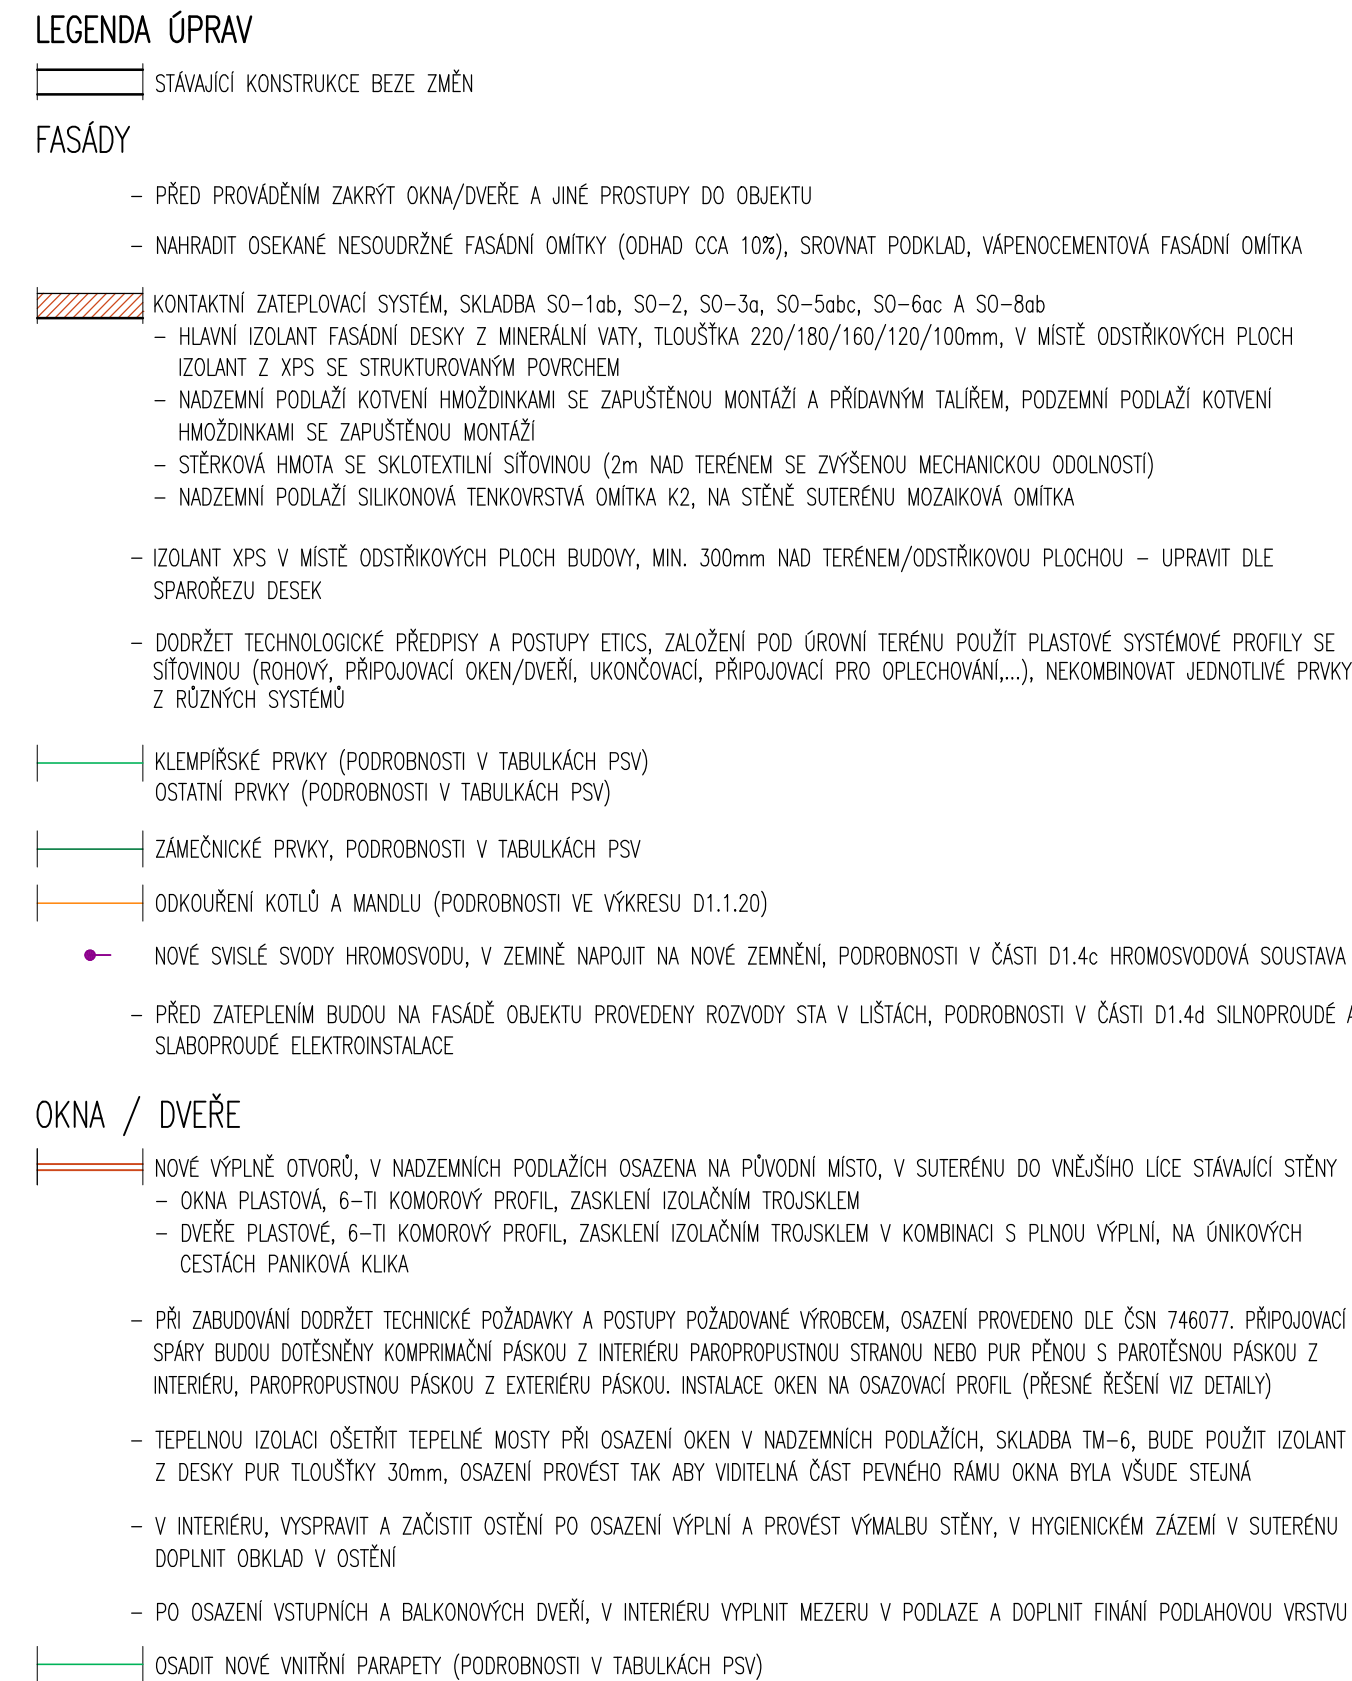 LEGENDA ÚPRAV
STÁVAJÍCÍ KONSTRUKCE BEZE ZMĚN
FASÁDY
– PŘED PROVÁDĚNÍM ZAKRÝT OKNA/DVEŘE A JINÉ PROSTUPY DO OBJEKTU
– NAHRADIT OSEKANÉ NESOUDRŽNÉ FASÁDNÍ OMÍTKY (ODHAD CCA 10%), SROVNAT PODKLAD, VÁPENOCEMENTOVÁ FASÁDNÍ OMÍTKA
KONTAKTNÍ ZATEPLOVACÍ SYSTÉM, SKLADBA SO-1ab, SO-2, SO-3a, SO-5abc, SO-6ac A SO-8ab
– HLAVNÍ IZOLANT FASÁDNÍ DESKY Z MINERÁLNÍ VATY, TLOUŠŤKA 220/180/160/120/100mm, V MÍSTĚ ODSTŘIKOVÝCH PLOCH
IZOLANT Z XPS SE STRUKTUROVANÝM POVRCHEM
– NADZEMNÍ PODLAŽÍ KOTVENÍ HMOŽDINKAMI SE ZAPUŠTĚNOU MONTÁŽÍ A PŘÍDAVNÝM TALÍŘEM, PODZEMNÍ PODLAŽÍ KOTVENÍ
HMOŽDINKAMI SE ZAPUŠTĚNOU MONTÁŽÍ
– STĚRKOVÁ HMOTA SE SKLOTEXTILNÍ SÍŤOVINOU (2m NAD TERÉNEM SE ZVÝŠENOU MECHANICKOU ODOLNOSTÍ)
– NADZEMNÍ PODLAŽÍ SILIKONOVÁ TENKOVRSTVÁ OMÍTKA K2, NA STĚNĚ SUTERÉNU MOZAIKOVÁ OMÍTKA
– IZOLANT XPS V MÍSTĚ ODSTŘIKOVÝCH PLOCH BUDOVY, MIN. 300mm NAD TERÉNEM/ODSTŘIKOVOU PLOCHOU – UPRAVIT DLE
SPAROŘEZU DESEK
– DODRŽET TECHNOLOGICKÉ PŘEDPISY A POSTUPY ETICS, ZALOŽENÍ POD ÚROVNÍ TERÉNU POUŽÍT PLASTOVÉ SYSTÉMOVÉ PROFILY SE
SÍŤOVINOU (ROHOVÝ, PŘIPOJOVACÍ OKEN/DVEŘÍ, UKONČOVACÍ, PŘIPOJOVACÍ PRO OPLECHOVÁNÍ,...), NEKOMBINOVAT JEDNOTLIVÉ PRVKY
Z RŮZNÝCH SYSTÉMŮ
KLEMPÍŘSKÉ PRVKY (PODROBNOSTI V TABULKÁCH PSV)
OSTATNÍ PRVKY (PODROBNOSTI V TABULKÁCH PSV)
ZÁMEČNICKÉ PRVKY, PODROBNOSTI V TABULKÁCH PSV
ODKOUŘENÍ KOTLŮ A MANDLU (PODROBNOSTI VE VÝKRESU D1.1.20)
NOVÉ SVISLÉ SVODY HROMOSVODU, V ZEMINĚ NAPOJIT NA NOVÉ ZEMNĚNÍ, PODROBNOSTI V ČÁSTI D1.4c HROMOSVODOVÁ SOUSTAVA
– PŘED ZATEPLENÍM BUDOU NA FASÁDĚ OBJEKTU PROVEDENY ROZVODY STA V LIŠTÁCH, PODROBNOSTI V ČÁSTI D1.4d SILNOPROUDÉ A
SLABOPROUDÉ ELEKTROINSTALACE
OKNA / DVEŘE
NOVÉ VÝPLNĚ OTVORŮ, V NADZEMNÍCH PODLAŽÍCH OSAZENA NA PŮVODNÍ MÍSTO, V SUTERÉNU DO VNĚJŠÍHO LÍCE STÁVAJÍCÍ STĚNY
– OKNA PLASTOVÁ, 6-TI KOMOROVÝ PROFIL, ZASKLENÍ IZOLAČNÍM TROJSKLEM
– DVEŘE PLASTOVÉ, 6-TI KOMOROVÝ PROFIL, ZASKLENÍ IZOLAČNÍM TROJSKLEM V KOMBINACI S PLNOU VÝPLNÍ, NA ÚNIKOVÝCH
CESTÁCH PANIKOVÁ KLIKA
– PŘI ZABUDOVÁNÍ DODRŽET TECHNICKÉ POŽADAVKY A POSTUPY POŽADOVANÉ VÝROBCEM, OSAZENÍ PROVEDENO DLE ČSN 746077. PŘIPOJOVACÍ
SPÁRY BUDOU DOTĚSNĚNY KOMPRIMAČNÍ PÁSKOU Z INTERIÉRU PAROPROPUSTNOU STRANOU NEBO PUR PĚNOU S PAROTĚSNOU PÁSKOU Z
INTERIÉRU, PAROPROPUSTNOU PÁSKOU Z EXTERIÉRU PÁSKOU. INSTALACE OKEN NA OSAZOVACÍ PROFIL (PŘESNÉ ŘEŠENÍ VIZ DETAILY)
– TEPELNOU IZOLACI OŠETŘIT TEPELNÉ MOSTY PŘI OSAZENÍ OKEN V NADZEMNÍCH PODLAŽÍCH, SKLADBA TM-6, BUDE POUŽIT IZOLANT
Z DESKY PUR TLOUŠŤKY 30mm, OSAZENÍ PROVÉST TAK ABY VIDITELNÁ ČÁST PEVNÉHO RÁMU OKNA BYLA VŠUDE STEJNÁ
– V INTERIÉRU, VYSPRAVIT A ZAČISTIT OSTĚNÍ PO OSAZENÍ VÝPLNÍ A PROVÉST VÝMALBU STĚNY, V HYGIENICKÉM ZÁZEMÍ V SUTERÉNU
DOPLNIT OBKLAD V OSTĚNÍ
– PO OSAZENÍ VSTUPNÍCH A BALKONOVÝCH DVEŘÍ, V INTERIÉRU VYPLNIT MEZERU V PODLAZE A DOPLNIT FINÁNÍ PODLAHOVOU VRSTVU
OSADIT NOVÉ VNITŘNÍ PARAPETY (PODROBNOSTI V TABULKÁCH PSV)